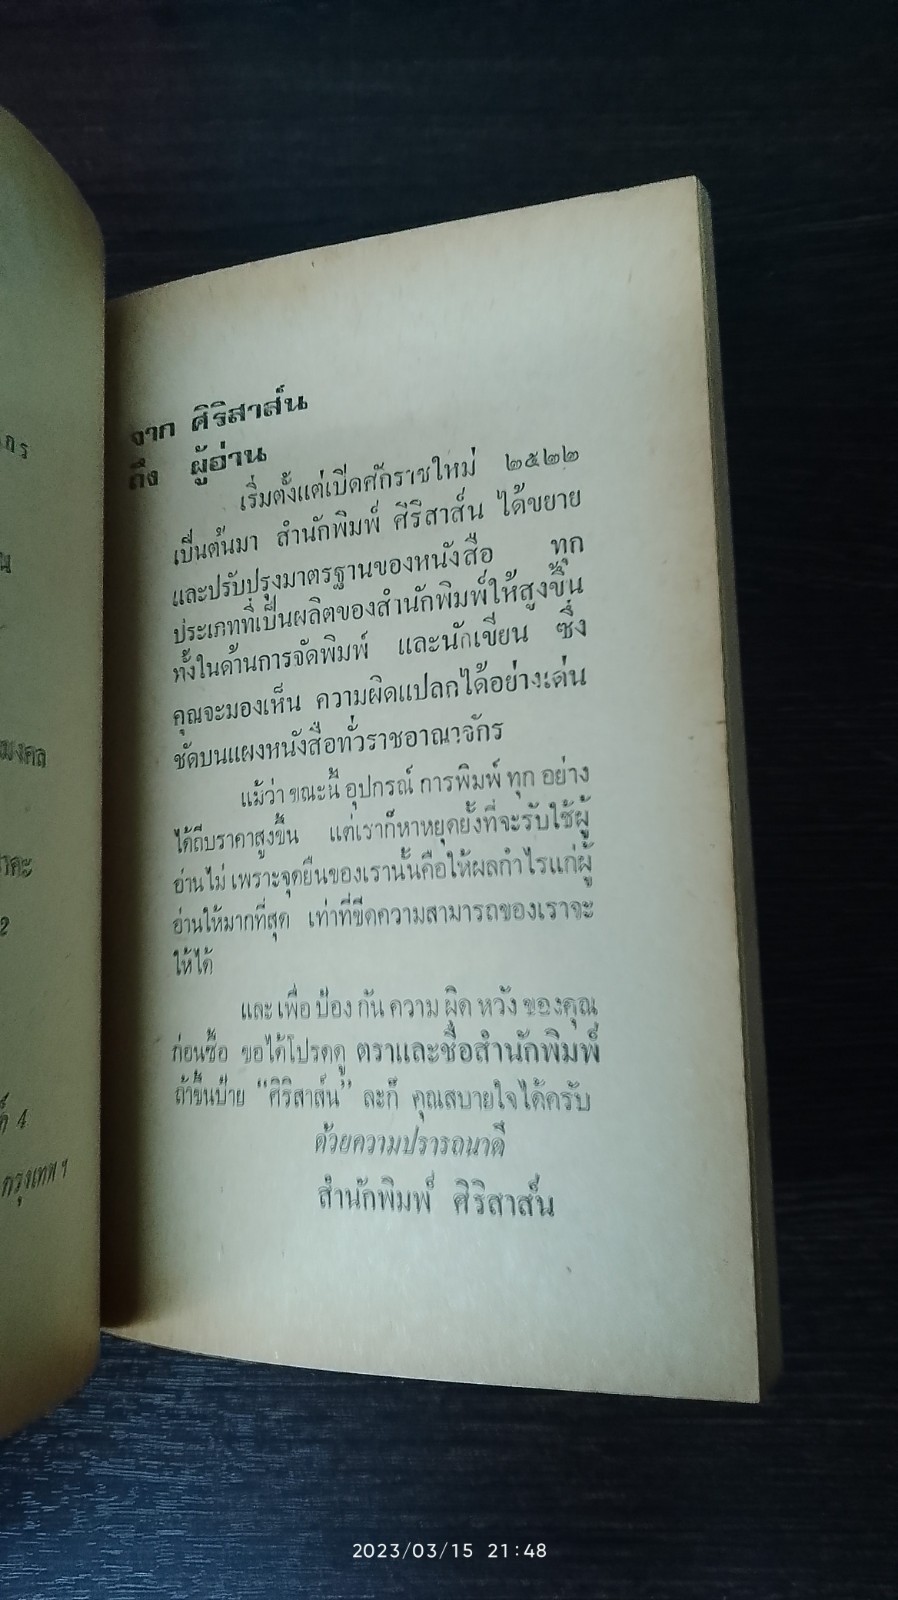 กร
มงคล
2
4
กรุงเทพฯ
จาก ศิริสาส์น
ถึง ผู้อ่าน
เริ่มตั้งแต่เปิดศักราชใหม่ ๒๕๒๒
เป็นต้นมา สำนักพิมพ์ ศิริสาส์น ได้ขยาย
และปรับปรุงมาตรฐานของหนังสือ ทุก
ประเภทที่เป็นผลิตของสำนักพิมพ์ให้สูงขึ้น
ทั้งในด้านการจัดพิมพ์ และนักเขียน ซึ่ง
คุณจะมองเห็น ความผิดแปลกได้อย่างเด่น
ชัดบนแผงหนังสือทั่วราชอาณาจักร
แม้ว่า ขณะนี้ อุปกรณ์ การพิมพ์ ทุก อย่าง
ได้ถีบราคาสูงขึ้น แต่เราก็หาหยุดยั้งที่จะรับใช้ผู้
อ่านไม่ เพราะจุดยืนของเรานั้นคือให้ผลกำไรแก่ผู้
อ่านให้มากที่สุด เท่าที่ขีดความสามารถของเราจะ
ให้ได้
และ เพื่อ ป้อง กัน ความ ผิด หวัง ของคุณ
ก่อนซื้อ ขอได้โปรดดู ตราและชื่อสำนักพิมพ์
ถ้าขึ้นป้าย "ศิริสาส์น" ละก็ คุณสบายใจได้ครับ
ด้วยความปรารถนาดี
สำนักพิมพ์ ศิริสาส์น
2023/03/15 21:48